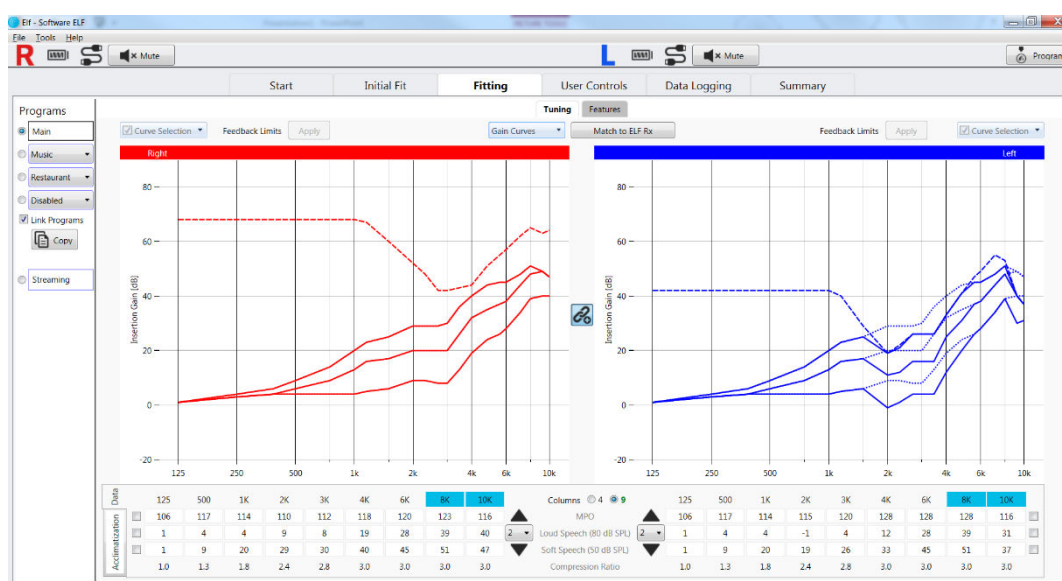 Elf - Software ELF
File Tools Help
R Mute L Mute Program
Start Initial Fit Fitting User Controls Data Logging Summary
Programs
Tuning Features
Main
Music
Restaurant
Disabled
Link Programs
Copy
Streaming
Curve Selection Feedback Limits Apply Gain Curves Match to ELF Rx Feedback Limits Apply Curve Selection
Right
Left
Insertion Gain [dB]
80
60
40
20
0
-20
125 250 500 1k 2k 4k 6k 10k
Insertion Gain [dB]
80
60
40
20
0
-20
125 250 500 1k 2k 4k 6k 10k
Data
Acclimatization
125 500 1K 2K 3K 4K 6K 8K 10K Columns 4 9 125 500 1K 2K 3K 4K 6K 8K 10K
106 117 114 110 112 118 120 123 116 MPO 106 117 114 115 120 128 128 128 116
1 4 4 9 8 19 28 39 40 2 Loud Speech (80 dB SPL) 2 1 4 4 -1 4 12 28 39 31
1 9 20 29 30 40 45 51 47 Soft Speech (50 dB SPL) 1 9 20 19 26 33 45 51 37
1.0 1.3 1.8 2.4 2.8 3.0 3.0 3.0 3.0 Compression Ratio 1.0 1.3 1.8 2.4 2.8 3.0 3.0 3.0 3.0